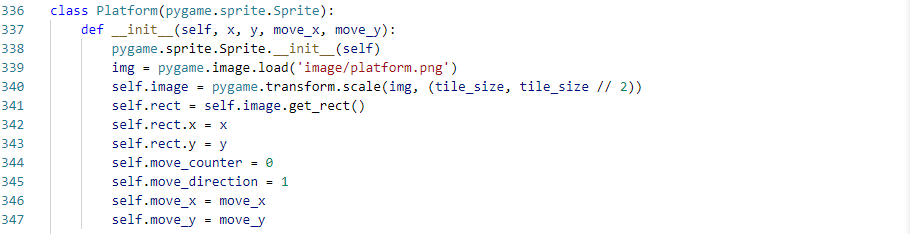 336 class Platform(pygame.sprite.Sprite):
337     def __init__(self, x, y, move_x, move_y):
338         pygame.sprite.Sprite.__init__(self)
339         img = pygame.image.load('image/platform.png')
340         self.image = pygame.transform.scale(img, (tile_size, tile_size // 2))
341         self.rect = self.image.get_rect()
342         self.rect.x = x
343         self.rect.y = y
344         self.move_counter = 0
345         self.move_direction = 1
346         self.move_x = move_x
347         self.move_y = move_y